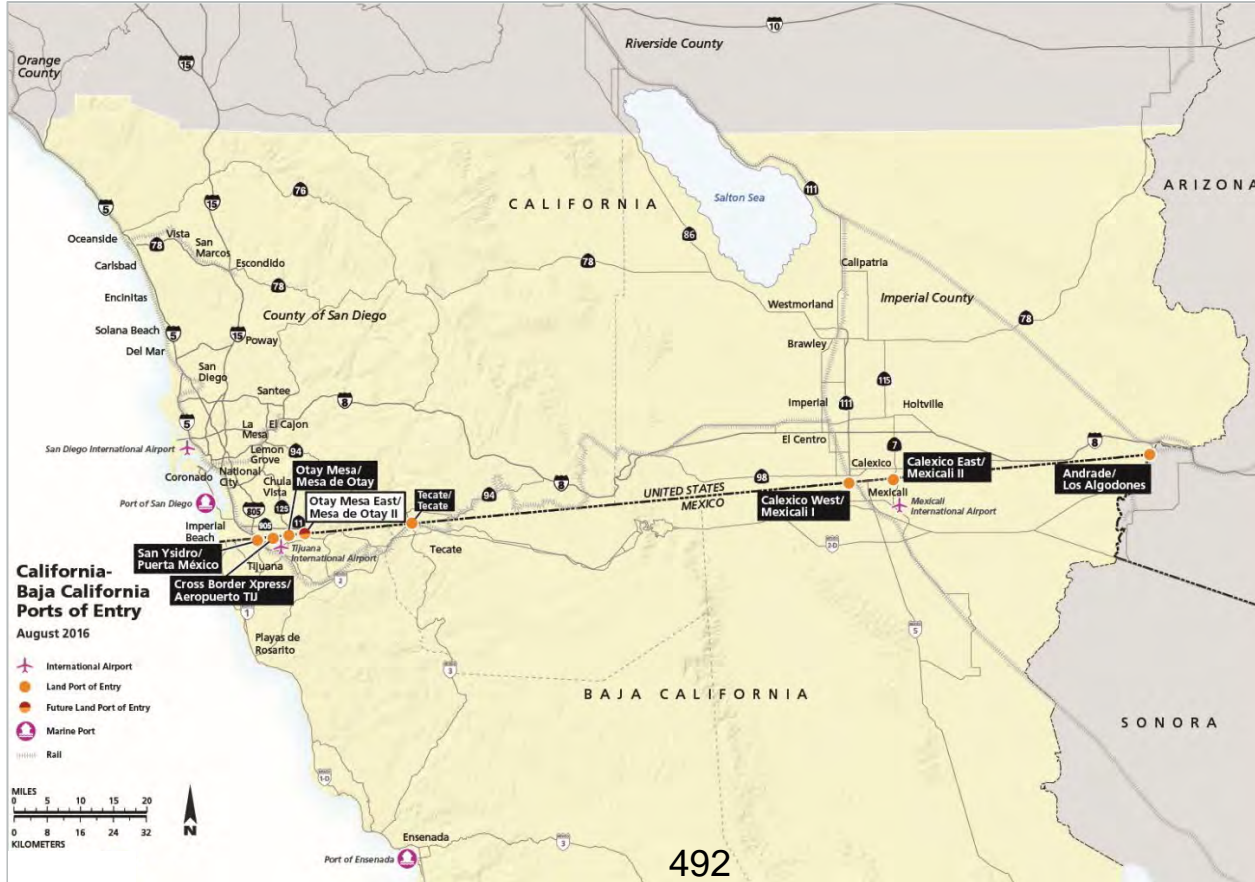 10
Riverside County
Orange
County
15
ARIZONA
76
111
CALIFORNIA
Salton Sea
5
15
86
Oceanside
78
Vista
San
Marcos
Escondido
78
Calipatria
Carlsbad
78
Encinitas
Westmorland
Imperial County
County of San Diego
78
Solana Beach
5
15
Poway
Brawley
Del Mar
San
Diego
115
Santee
8
Imperial
111
Holtville
5
La
Mesa
El Cajon
El Centro
7
8
San Diego International Airport
Lemon
Grove
94
Coronado
National
City
Otay Mesa/
Mesa de Otay
Calexico
Calexico East/
Mexicali II
Andrade/
Los Algodones
Chula
Vista
98
8
UNITED STATES
MEXICO
Calexico West/
Mexicali I
Mexicali
Mexicali
International Airport
Port of San Diego
Otay Mesa East/
Mesa de Otay II
Tecate/
Tecate
94
805
125
905
11
Imperial
Beach
Tijuana
International Airport
Tecate
2-D
San Ysidro/
Puerta México
Tijuana
2
Cross Border Xpress/
Aeropuerto TIJ
California-
Baja California
Ports of Entry
August 2016
1
Playas de
Rosarito
5
3
International Airport
Land Port of Entry
Future Land Port of Entry
Marine Port
Rail
BAJA CALIFORNIA
SONORA
1-D
MILES
0 5 10 15 20
0 8 16 24 32
KILOMETERS
N
Ensenada
3
Port of Ensenada
492